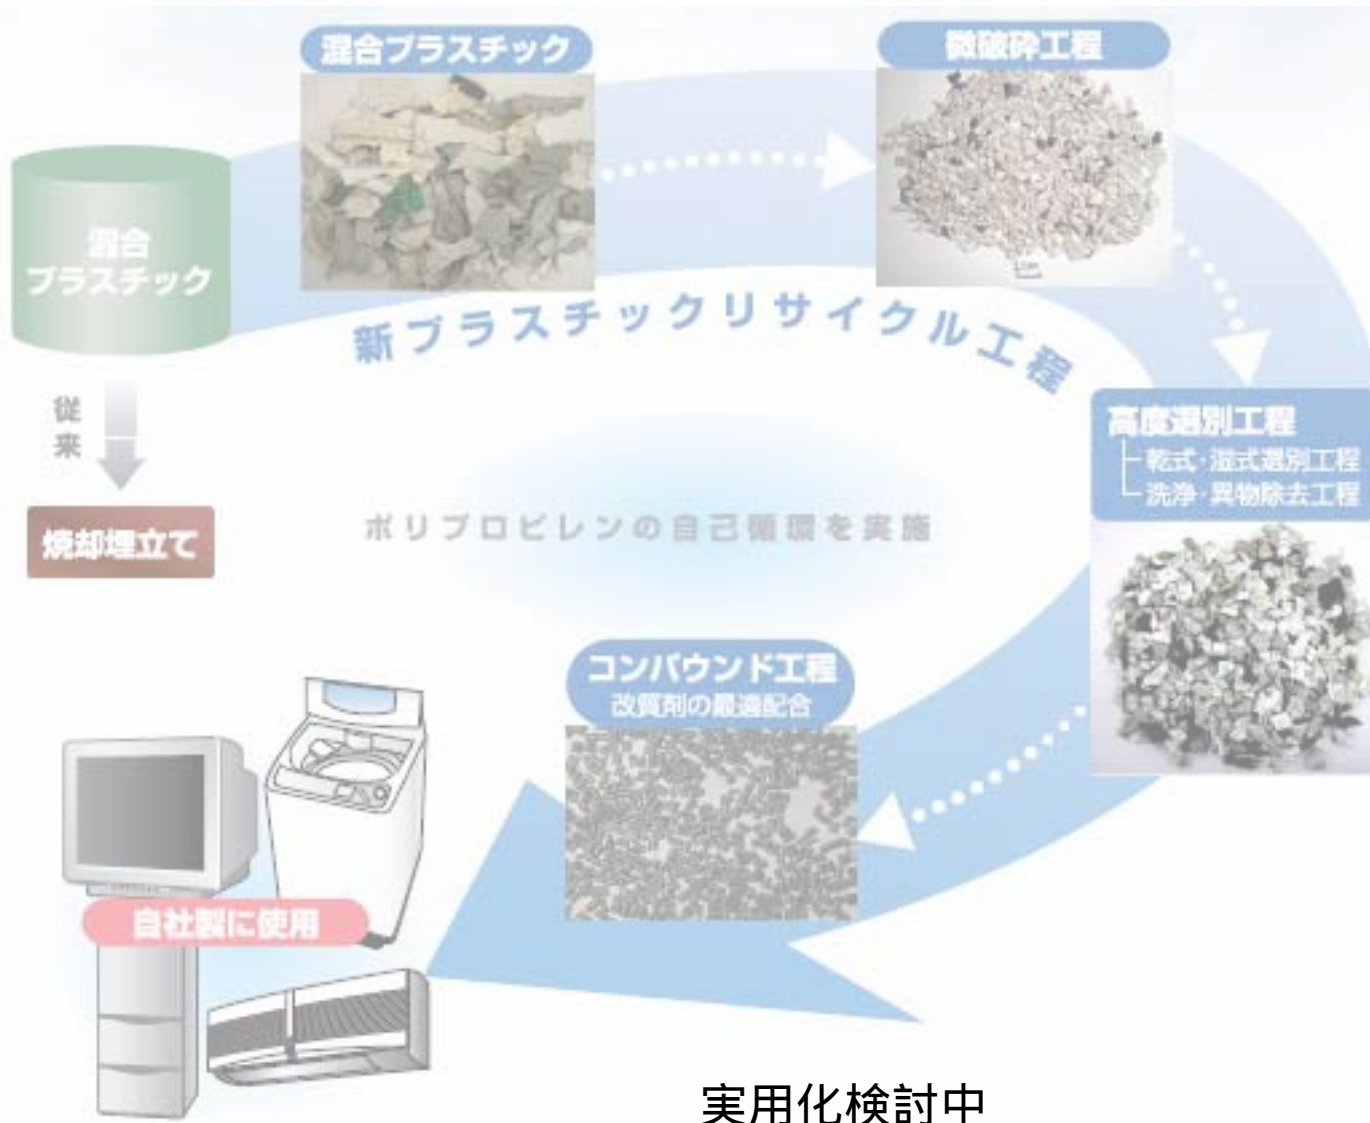 混合プラスチック
微破砕工程
混合
プラスチック
新プラスチックリサイクル工程
従
来
高度選別工程
乾式・湿式選別工程
洗浄・異物除去工程
焼却埋立て
ポリプロピレンの自己循環を実施
コンパウンド工程
改質剤の最適配合
自社製に使用
実用化検討中